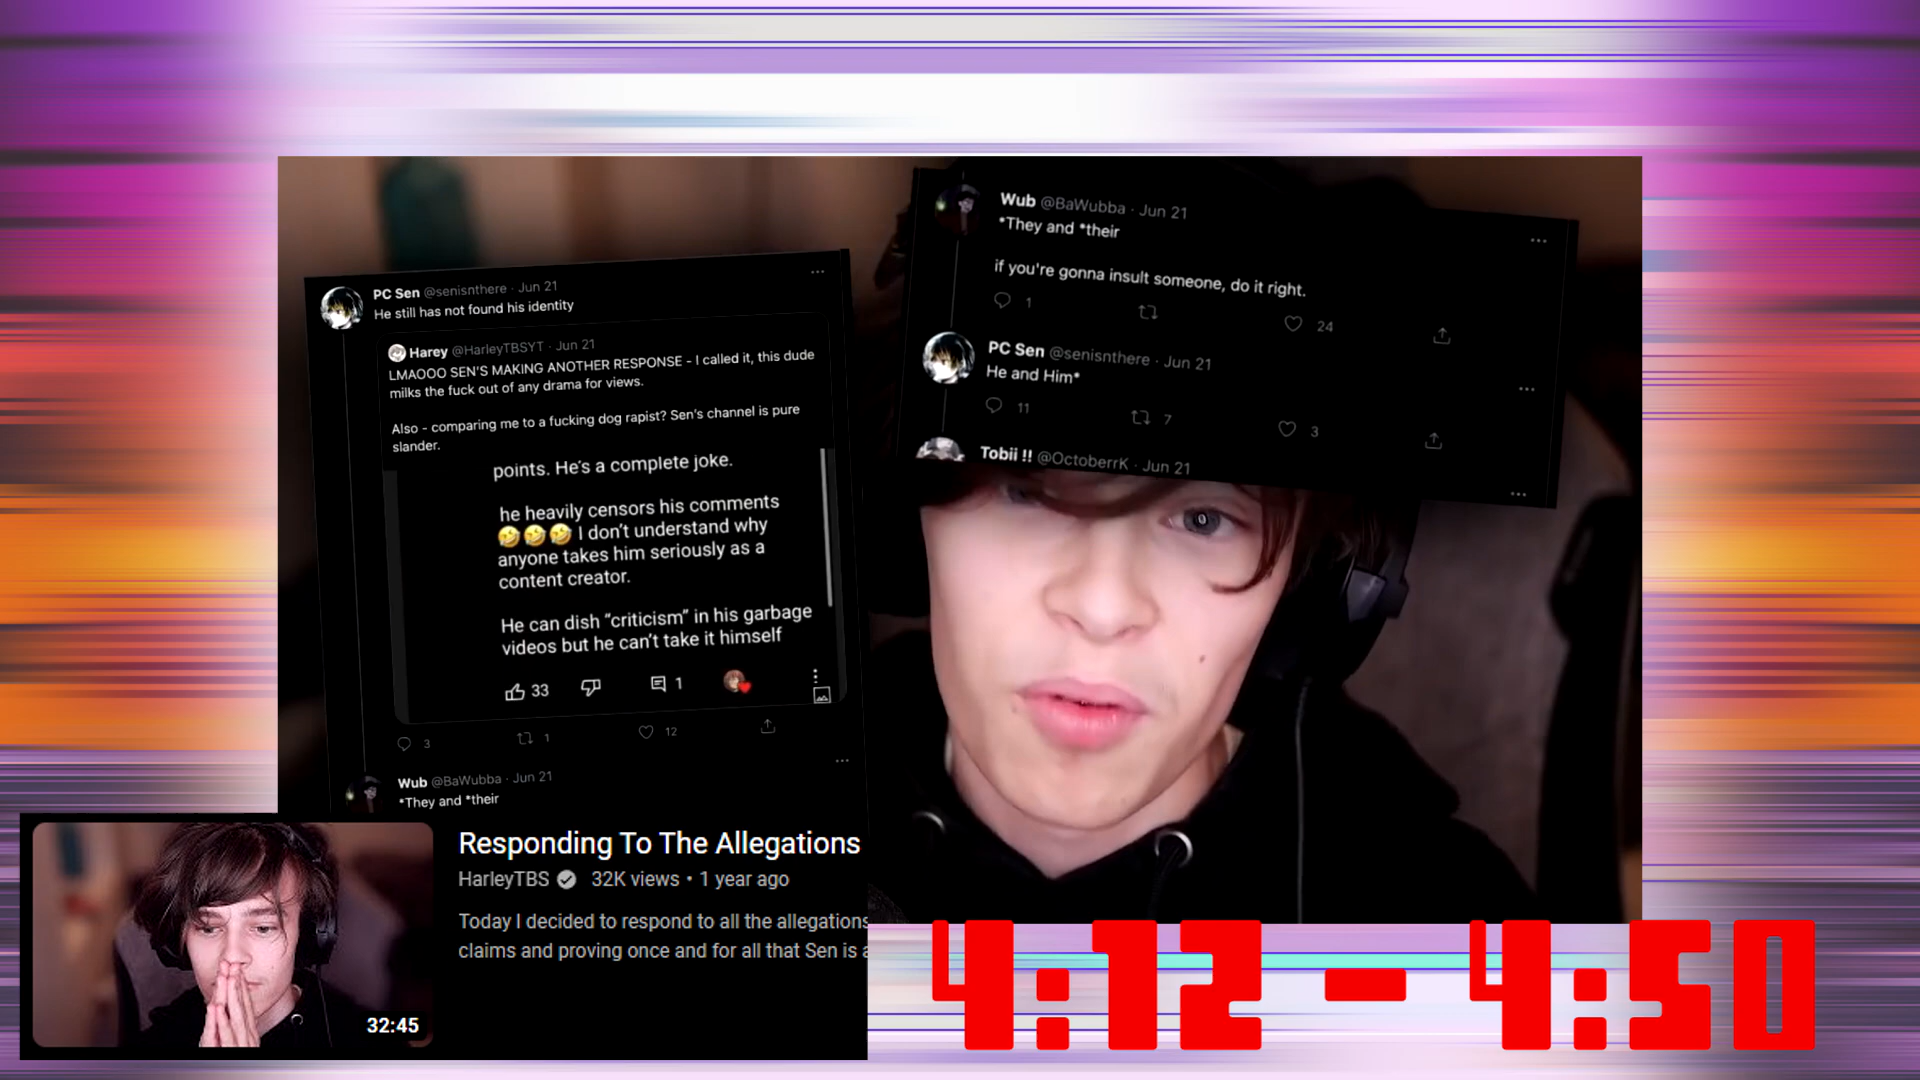 PC Sen @senisnthere · Jun 21
He still has not found his identity
Harey @HarleyTBSYT · Jun 21
LMAOOO SEN'S MAKING ANOTHER RESPONSE - I called it, this dude
milks the fuck out of any drama for views.
Also - comparing me to a fucking dog rapist? Sen's channel is pure
slander.
points. He's a complete joke.
he heavily censors his comments
🤣🤣🤣 I don't understand why
anyone takes him seriously as a
content creator.
He can dish “criticism” in his garbage
videos but he can't take it himself
33 1
3 1 12
Wub @BaWubba · Jun 21
*They and *their
Wub @BaWubba · Jun 21
*They and *their
if you're gonna insult someone, do it right.
1 24
PC Sen @senisnthere · Jun 21
He and Him*
11 7 3
Tobii !! @OctoberrK · Jun 21
32:45
Responding To The Allegations
HarleyTBS 32K views • 1 year ago
Today I decided to respond to all the allegations
claims and proving once and for all that Sen is a
4:12 - 4:50